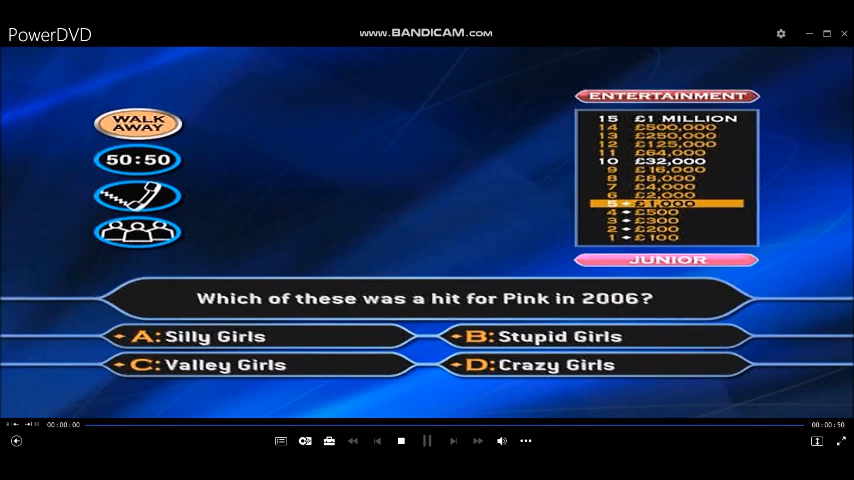 PowerDVD
www.BANDICAM.com
WALK
AWAY
50:50
ENTERTAINMENT
15 £1 MILLION
14 £500,000
13 £250,000
12 £125,000
11 £64,000
10 £32,000
9 £16,000
8 £8,000
7 £4,000
6 £2,000
5 £1,000
4 £500
3 £300
2 £200
1 £100
JUNIOR
Which of these was a hit for Pink in 2006?
A: Silly Girls
B: Stupid Girls
C: Valley Girls
D: Crazy Girls
00:00:00
00:00:50